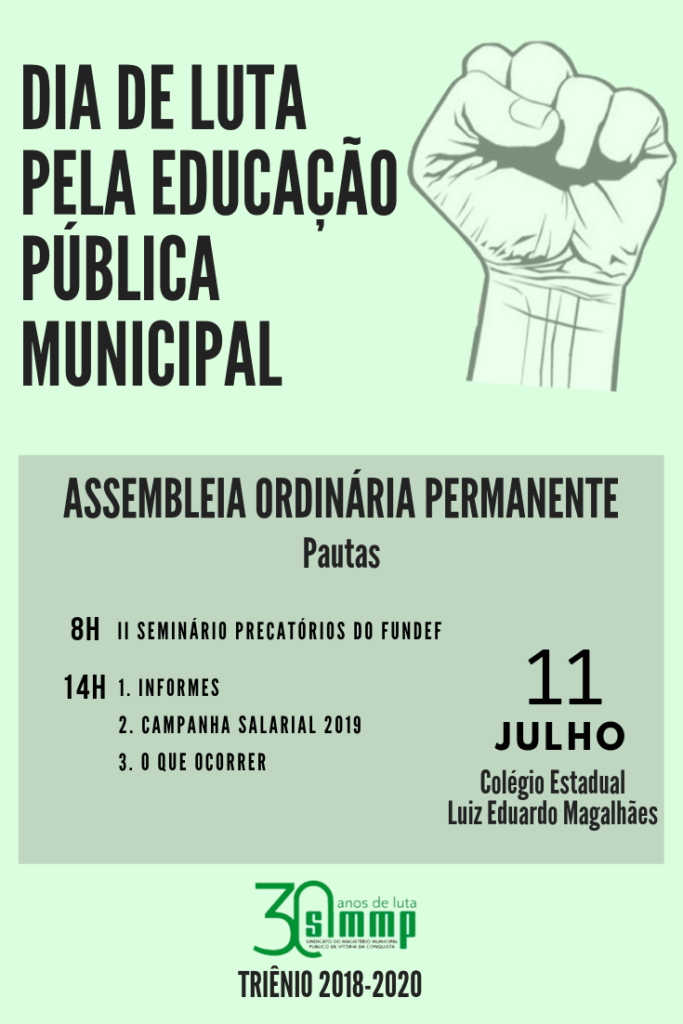 DIA DE LUTA
PELA EDUCAÇÃO
PÚBLICA
MUNICIPAL
ASSEMBLEIA ORDINÁRIA PERMANENTE
Pautas
8H II SEMINÁRIO PRECATÓRIOS DO FUNDEF
14H 1. INFORMES
2. CAMPANHA SALARIAL 2019
3. O QUE OCORRER
11
JULHO
Colégio Estadual
Luiz Eduardo Magalhães
30 anos de luta
simmp
SINDICATO DO MAGISTÉRIO MUNICIPAL
PÚBLICO DE VITÓRIA DA CONQUISTA
TRIÊNIO 2018-2020